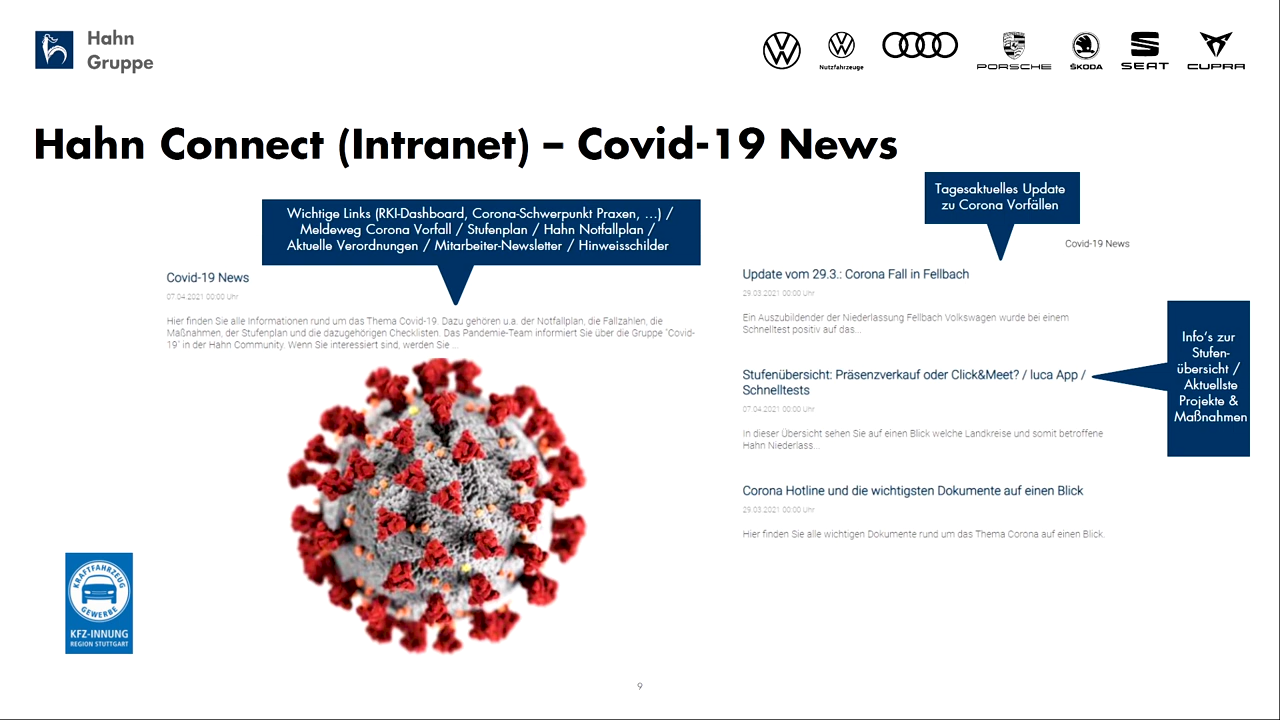 Hahn
Gruppe
Nutzfahrzeuge
PORSCHE
ŠKODA
SEAT
CUPRA
Hahn Connect (Intranet) – Covid-19 News
Wichtige Links (RKI-Dashboard, Corona-Schwerpunkt Praxen, ...) /
Meldeweg Corona Vorfall / Stufenplan / Hahn Notfallplan /
Aktuelle Verordnungen / Mitarbeiter-Newsletter / Hinweisschilder
Covid-19 News
07.04.2021 00:00 Uhr
Hier finden Sie alle Informationen rund um das Thema Covid-19. Dazu gehören u.a. der Notfallplan, die Fallzahlen, die
Maßnahmen, der Stufenplan und die dazugehörigen Checklisten. Das Pandemie-Team informiert Sie über die Gruppe "Covid-
19" in der Hahn Community. Wenn Sie interessiert sind, werden Sie ...
Tagesaktuelles Update
zu Corona Vorfällen
Covid-19 News
Update vom 29.3.: Corona Fall in Fellbach
29.03.2021 00:00 Uhr
Ein Auszubildender der Niederlassung Fellbach Volkswagen wurde bei einem
Schnelltest positiv auf das...
Stufenübersicht: Präsenzverkauf oder Click&Meet? / luca App /
Schnelltests
07.04.2021 00:00 Uhr
In dieser Übersicht sehen Sie auf einen Blick welche Landkreise und somit betroffene
Hahn Niederlass...
Corona Hotline und die wichtigsten Dokumente auf einen Blick
29.03.2021 00:00 Uhr
Hier finden Sie alle wichtigen Dokumente rund um das Thema Corona auf einen Blick.
Info's zur
Stufen-
übersicht /
Aktuellste
Projekte &
Maßnahmen
KRAFTFAHRZEUG
GEWERBE
KFZ-INNUNG
REGION STUTTGART
9